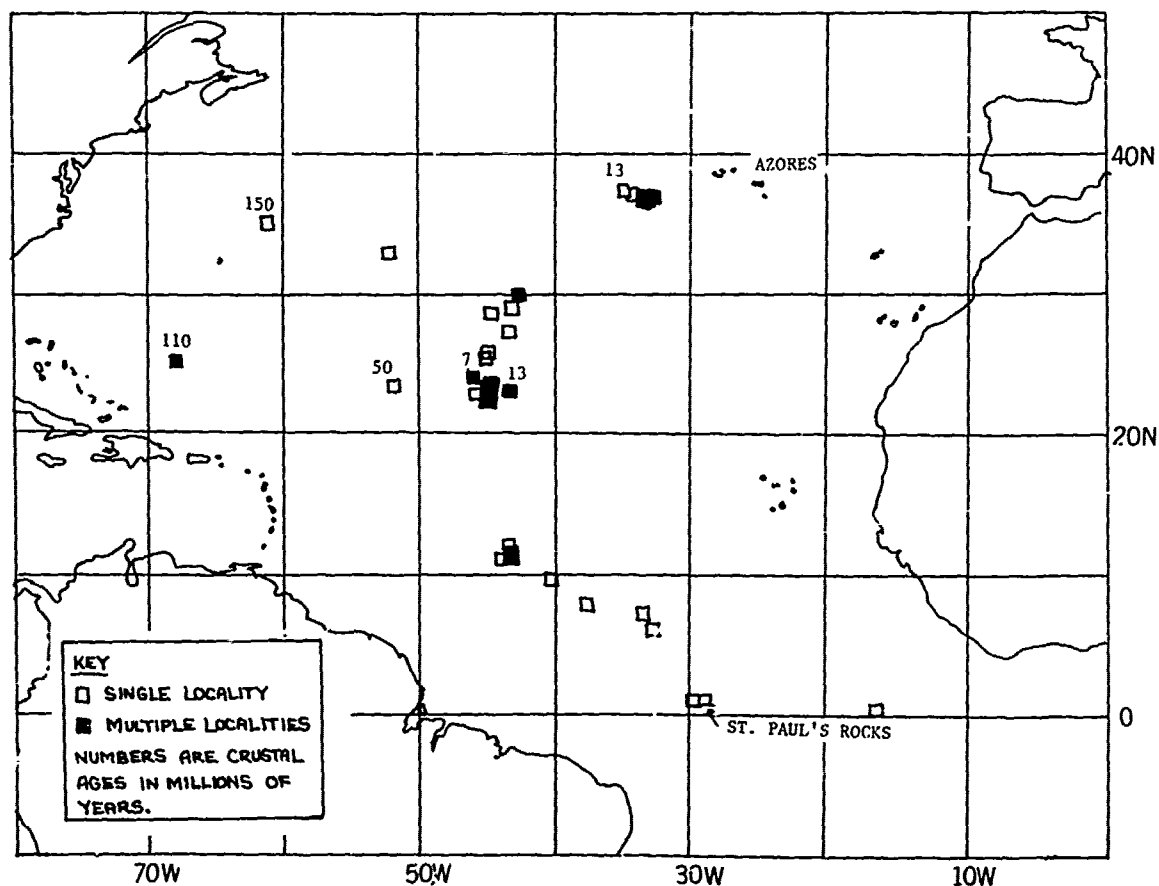 40N
13
AZORES
150
110
50
7
13
20N
KEY
SINGLE LOCALITY
MULTIPLE LOCALITIES
NUMBERS ARE CRUSTAL
AGES IN MILLIONS OF
YEARS.
0
ST. PAUL'S ROCKS
70W
50W
30W
10W